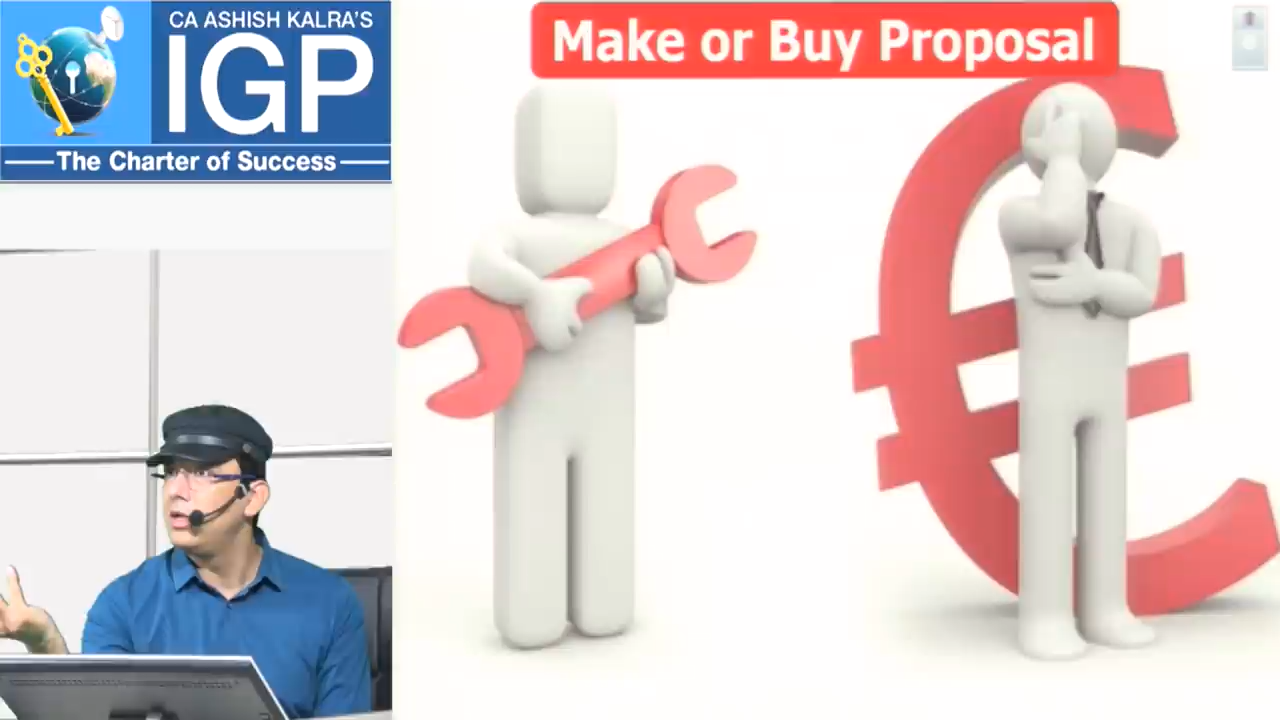 CA ASHISH KALRA'S
IGP
The Charter of Success
Make or Buy Proposal